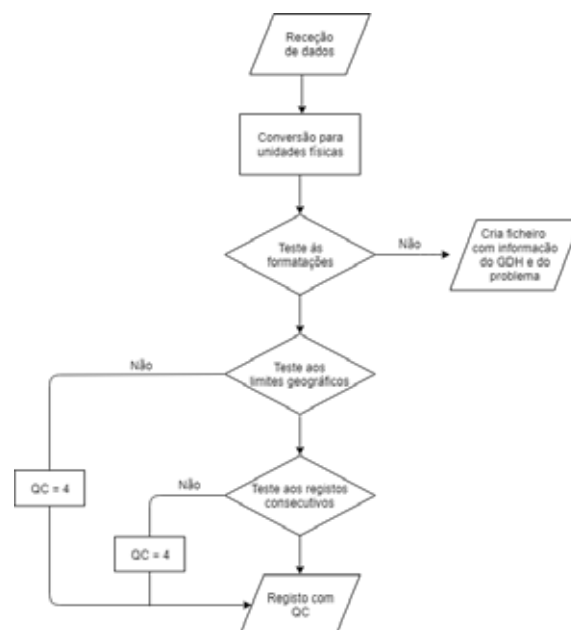 Receção
de dados
Conversão para
unidades físicas
Teste ás
formatações
Não
Cria ficheiro
com informação
do GDH e do
problema
Teste aos
limites geográficos
Não
QC = 4
Teste aos registos
consecutivos
Não
QC = 4
Registo com
QC